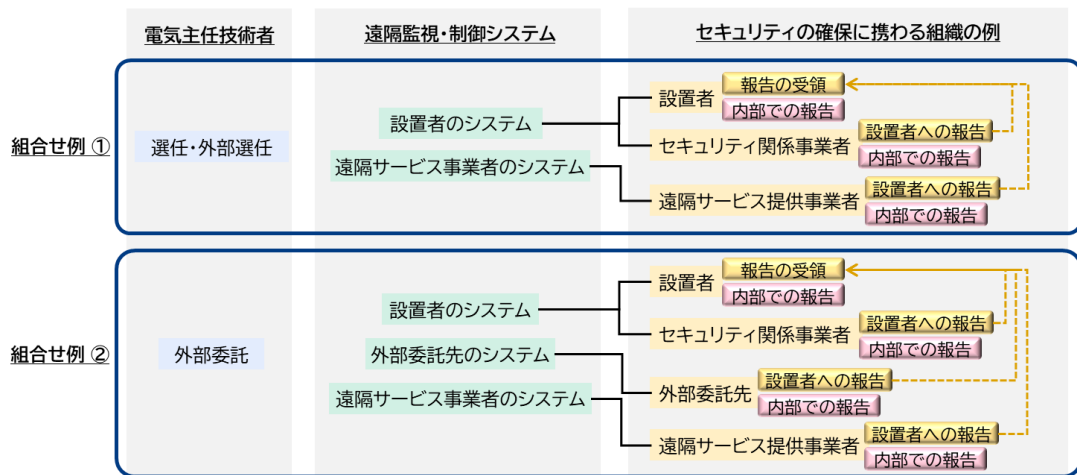 電気主任技術者
遠隔監視・制御システム
セキュリティの確保に携わる組織の例
組合せ例 ①
選任・外部選任
設置者のシステム
遠隔サービス事業者のシステム
設置者
報告の受領
内部での報告
セキュリティ関係事業者
設置者への報告
内部での報告
遠隔サービス提供事業者
設置者への報告
内部での報告
組合せ例 ②
外部委託
設置者のシステム
外部委託先のシステム
遠隔サービス事業者のシステム
設置者
報告の受領
内部での報告
セキュリティ関係事業者
設置者への報告
内部での報告
外部委託先
設置者への報告
内部での報告
遠隔サービス提供事業者
設置者への報告
内部での報告